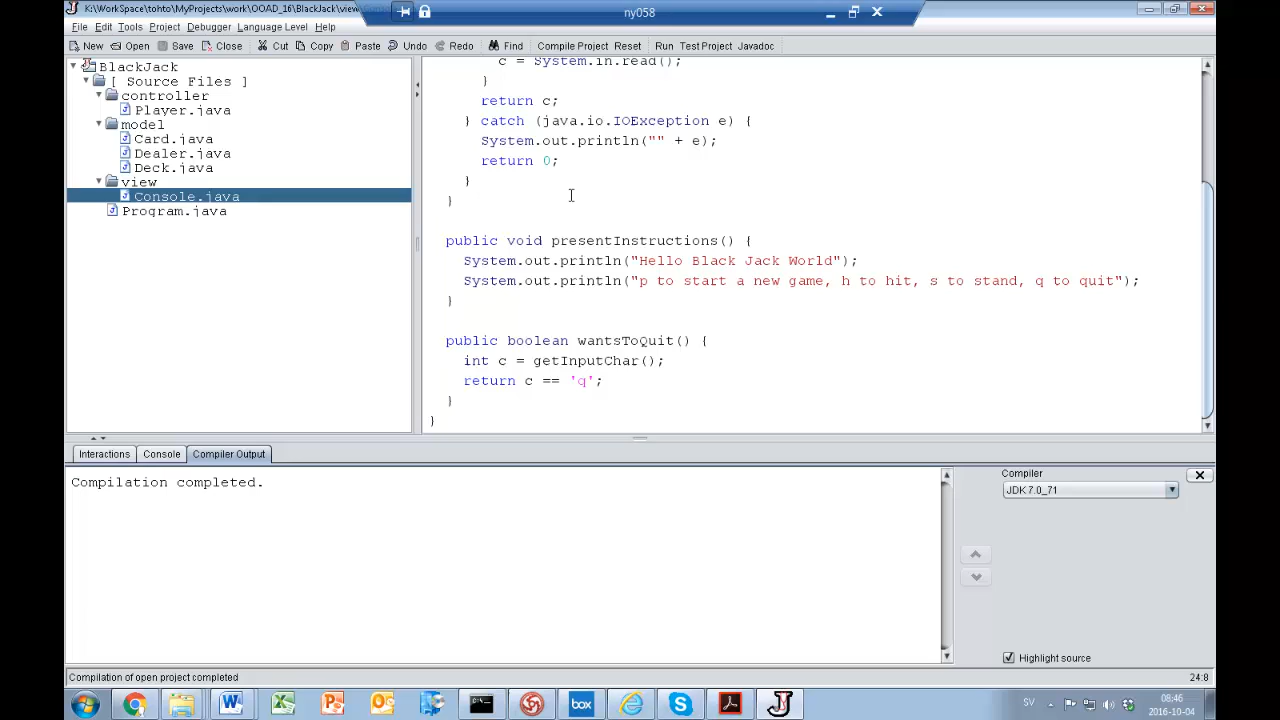 K:\WorkSpace\tohto\MyProjects\work\OOAD_16\BlackJack\view\
ny058
File Edit Tools Project Debugger Language Level Help
New Open Save Close Cut Copy Paste Undo Redo Find Compile Project Reset Run Test Project Javadoc
BlackJack
[ Source Files ]
controller
Player.java
model
Card.java
Dealer.java
Deck.java
view
Console.java
Program.java
c = System.in.read();
}
return c;
} catch (java.io.IOException e) {
System.out.println("" + e);
return 0;
}
}
public void presentInstructions() {
System.out.println("Hello Black Jack World");
System.out.println("p to start a new game, h to hit, s to stand, q to quit");
}
public boolean wantsToQuit() {
int c = getInputChar();
return c == 'q';
}
}
Interactions Console Compiler Output
Compilation completed.
Compiler
JDK 7.0_71
Highlight source
Compilation of open project completed
24:8
SV
08:46
2016-10-04